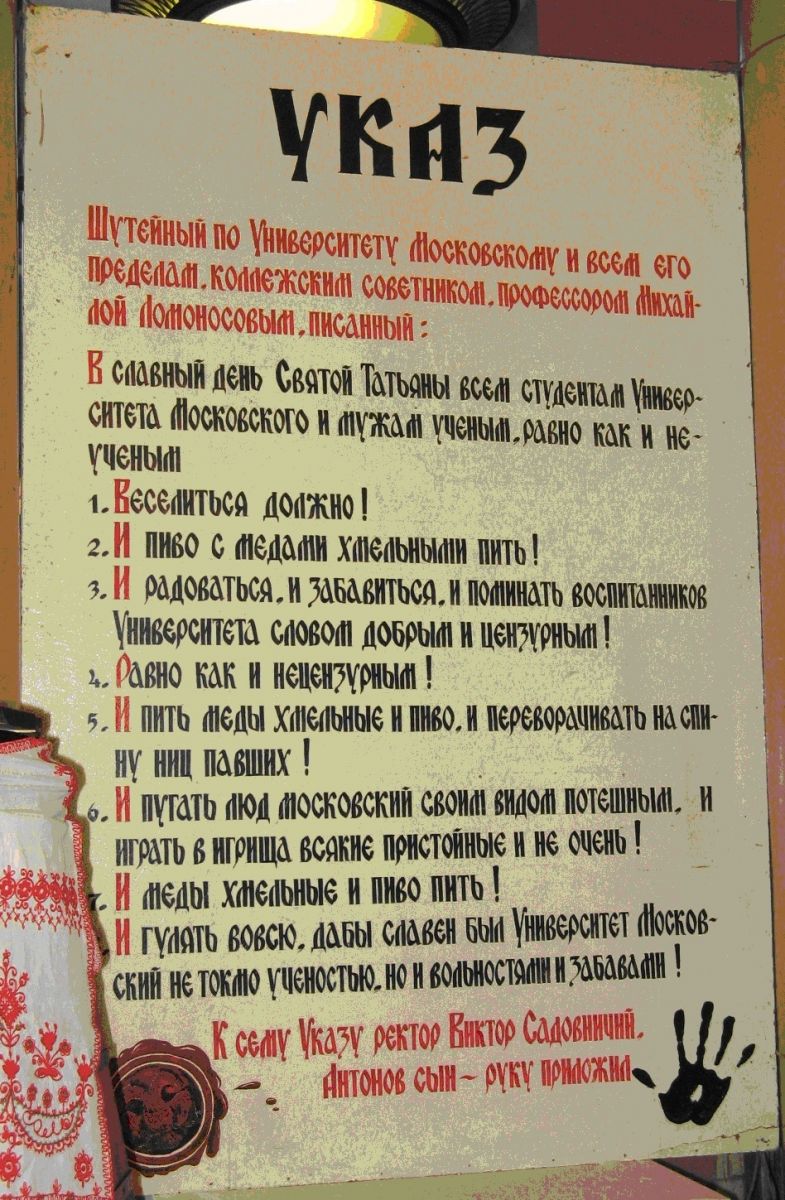 УКАЗ
Шутейный по Университету Московскому и всем его
пределам, коллежским советником, профессором Михай-
лой Ломоносовым, писанный:
В славный день Святой Татьяны всем студентам Универ-
ситета Московского и мужам ученым, равно как и не-
ученым
1. Веселиться должно!
2. И пиво с медами хмельными пить!
3. И радоваться, и забавиться, и поминать воспитанников
Университета словом добрым и цензурным!
4. Равно как и нецензурным!
5. И пить меды хмельные и пиво, и переворачивать на спи-
ну ниц павших!
6. И пугать люд московский своим видом потешным, и
играть в игрища всякие пристойные и не очень!
7. И меды хмельные и пиво пить!
И гулять вовсю, дабы славен был Университет Москов-
ский не токмо ученостью, но и вольностями и забавами!
К сему Указу ректор Виктор Садовничий,
Антонов сын ~ руку приложил